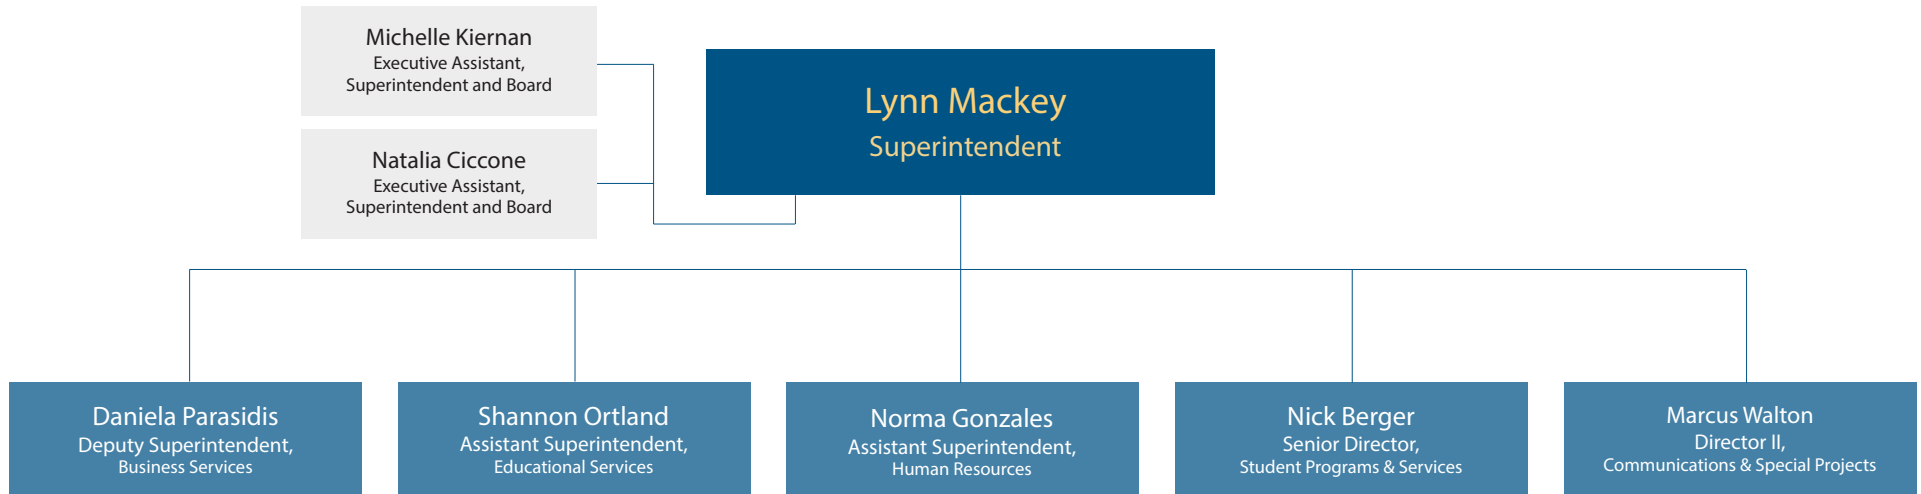 Michelle Kiernan
Executive Assistant,
Superintendent and Board
Natalia Ciccone
Executive Assistant,
Superintendent and Board
Lynn Mackey
Superintendent
Daniela Parasidis
Deputy Superintendent,
Business Services
Shannon Ortland
Assistant Superintendent,
Educational Services
Norma Gonzales
Assistant Superintendent,
Human Resources
Nick Berger
Senior Director,
Student Programs & Services
Marcus Walton
Director II,
Communications & Special Projects